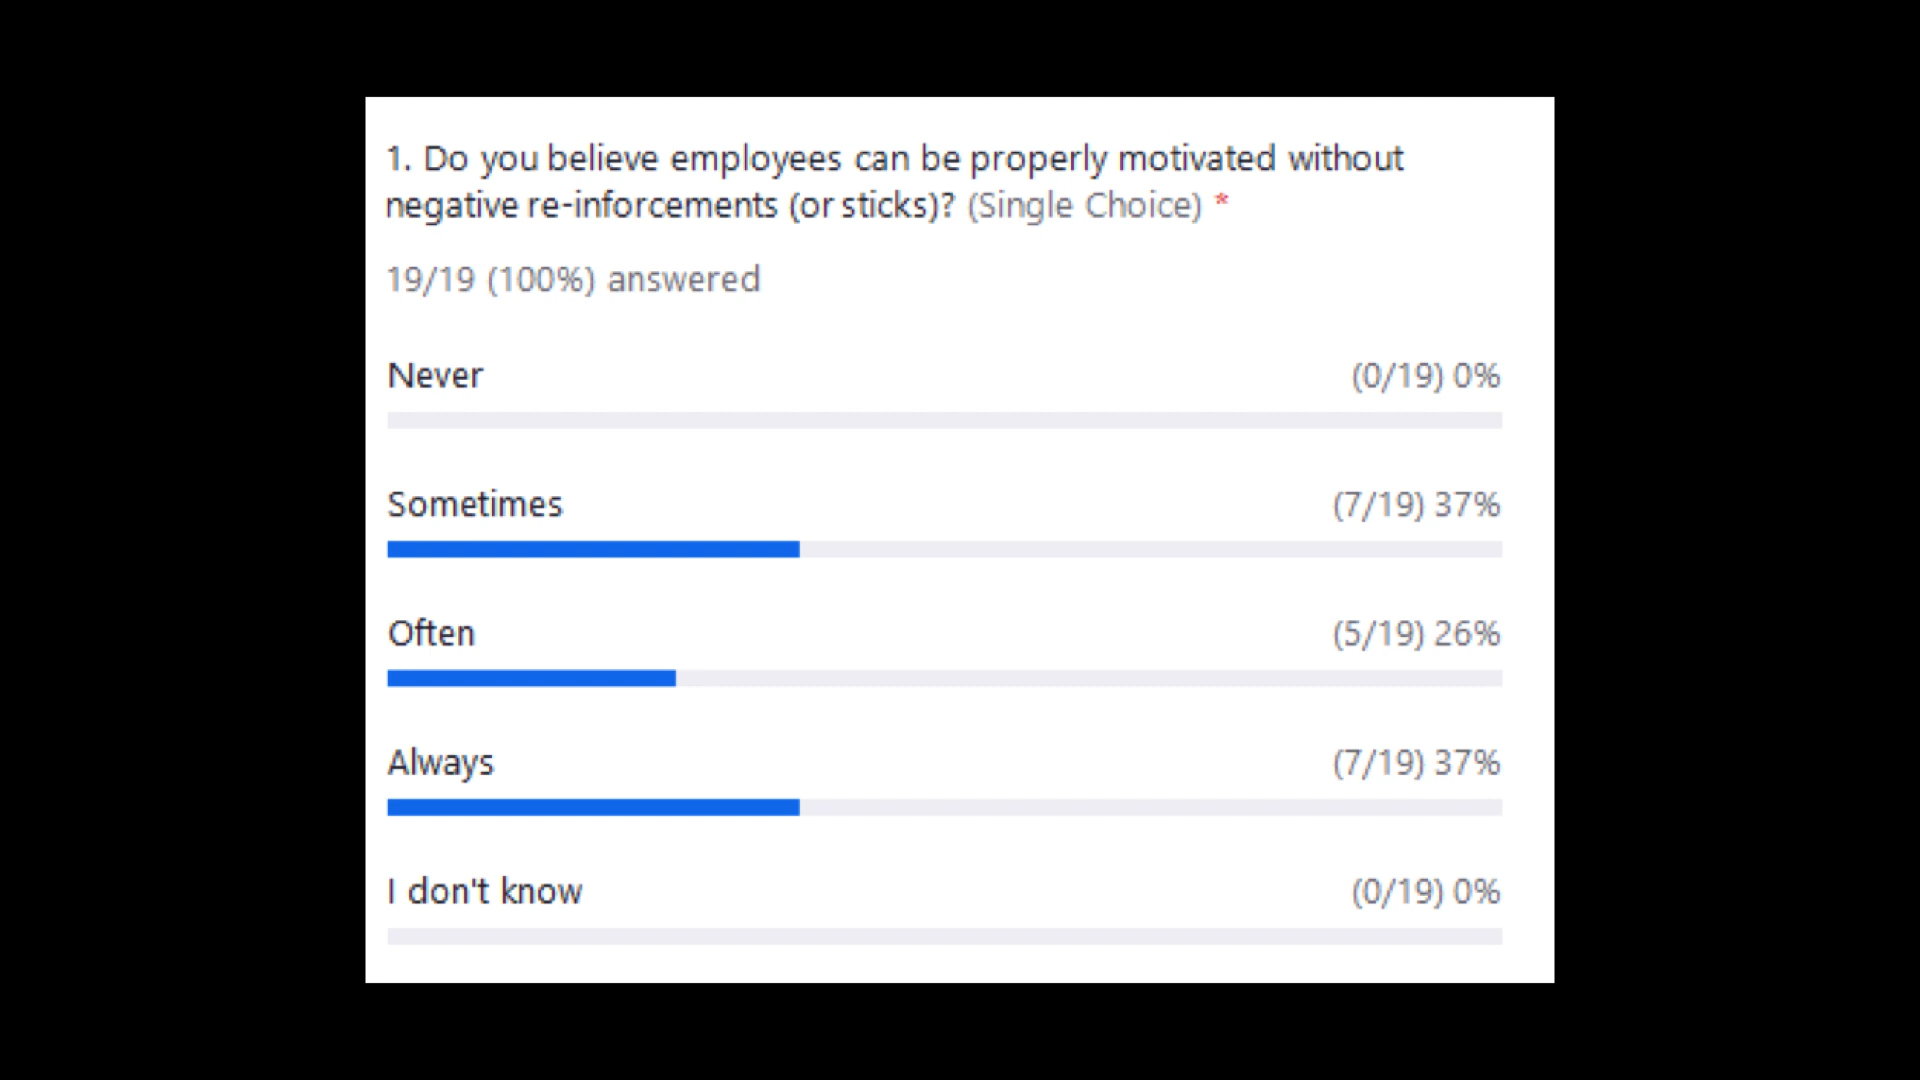 1. Do you believe employees can be properly motivated without
negative re-inforcements (or sticks)? (Single Choice) *
19/19 (100%) answered
Never (0/19) 0%
Sometimes (7/19) 37%
Often (5/19) 26%
Always (7/19) 37%
I don't know (0/19) 0%